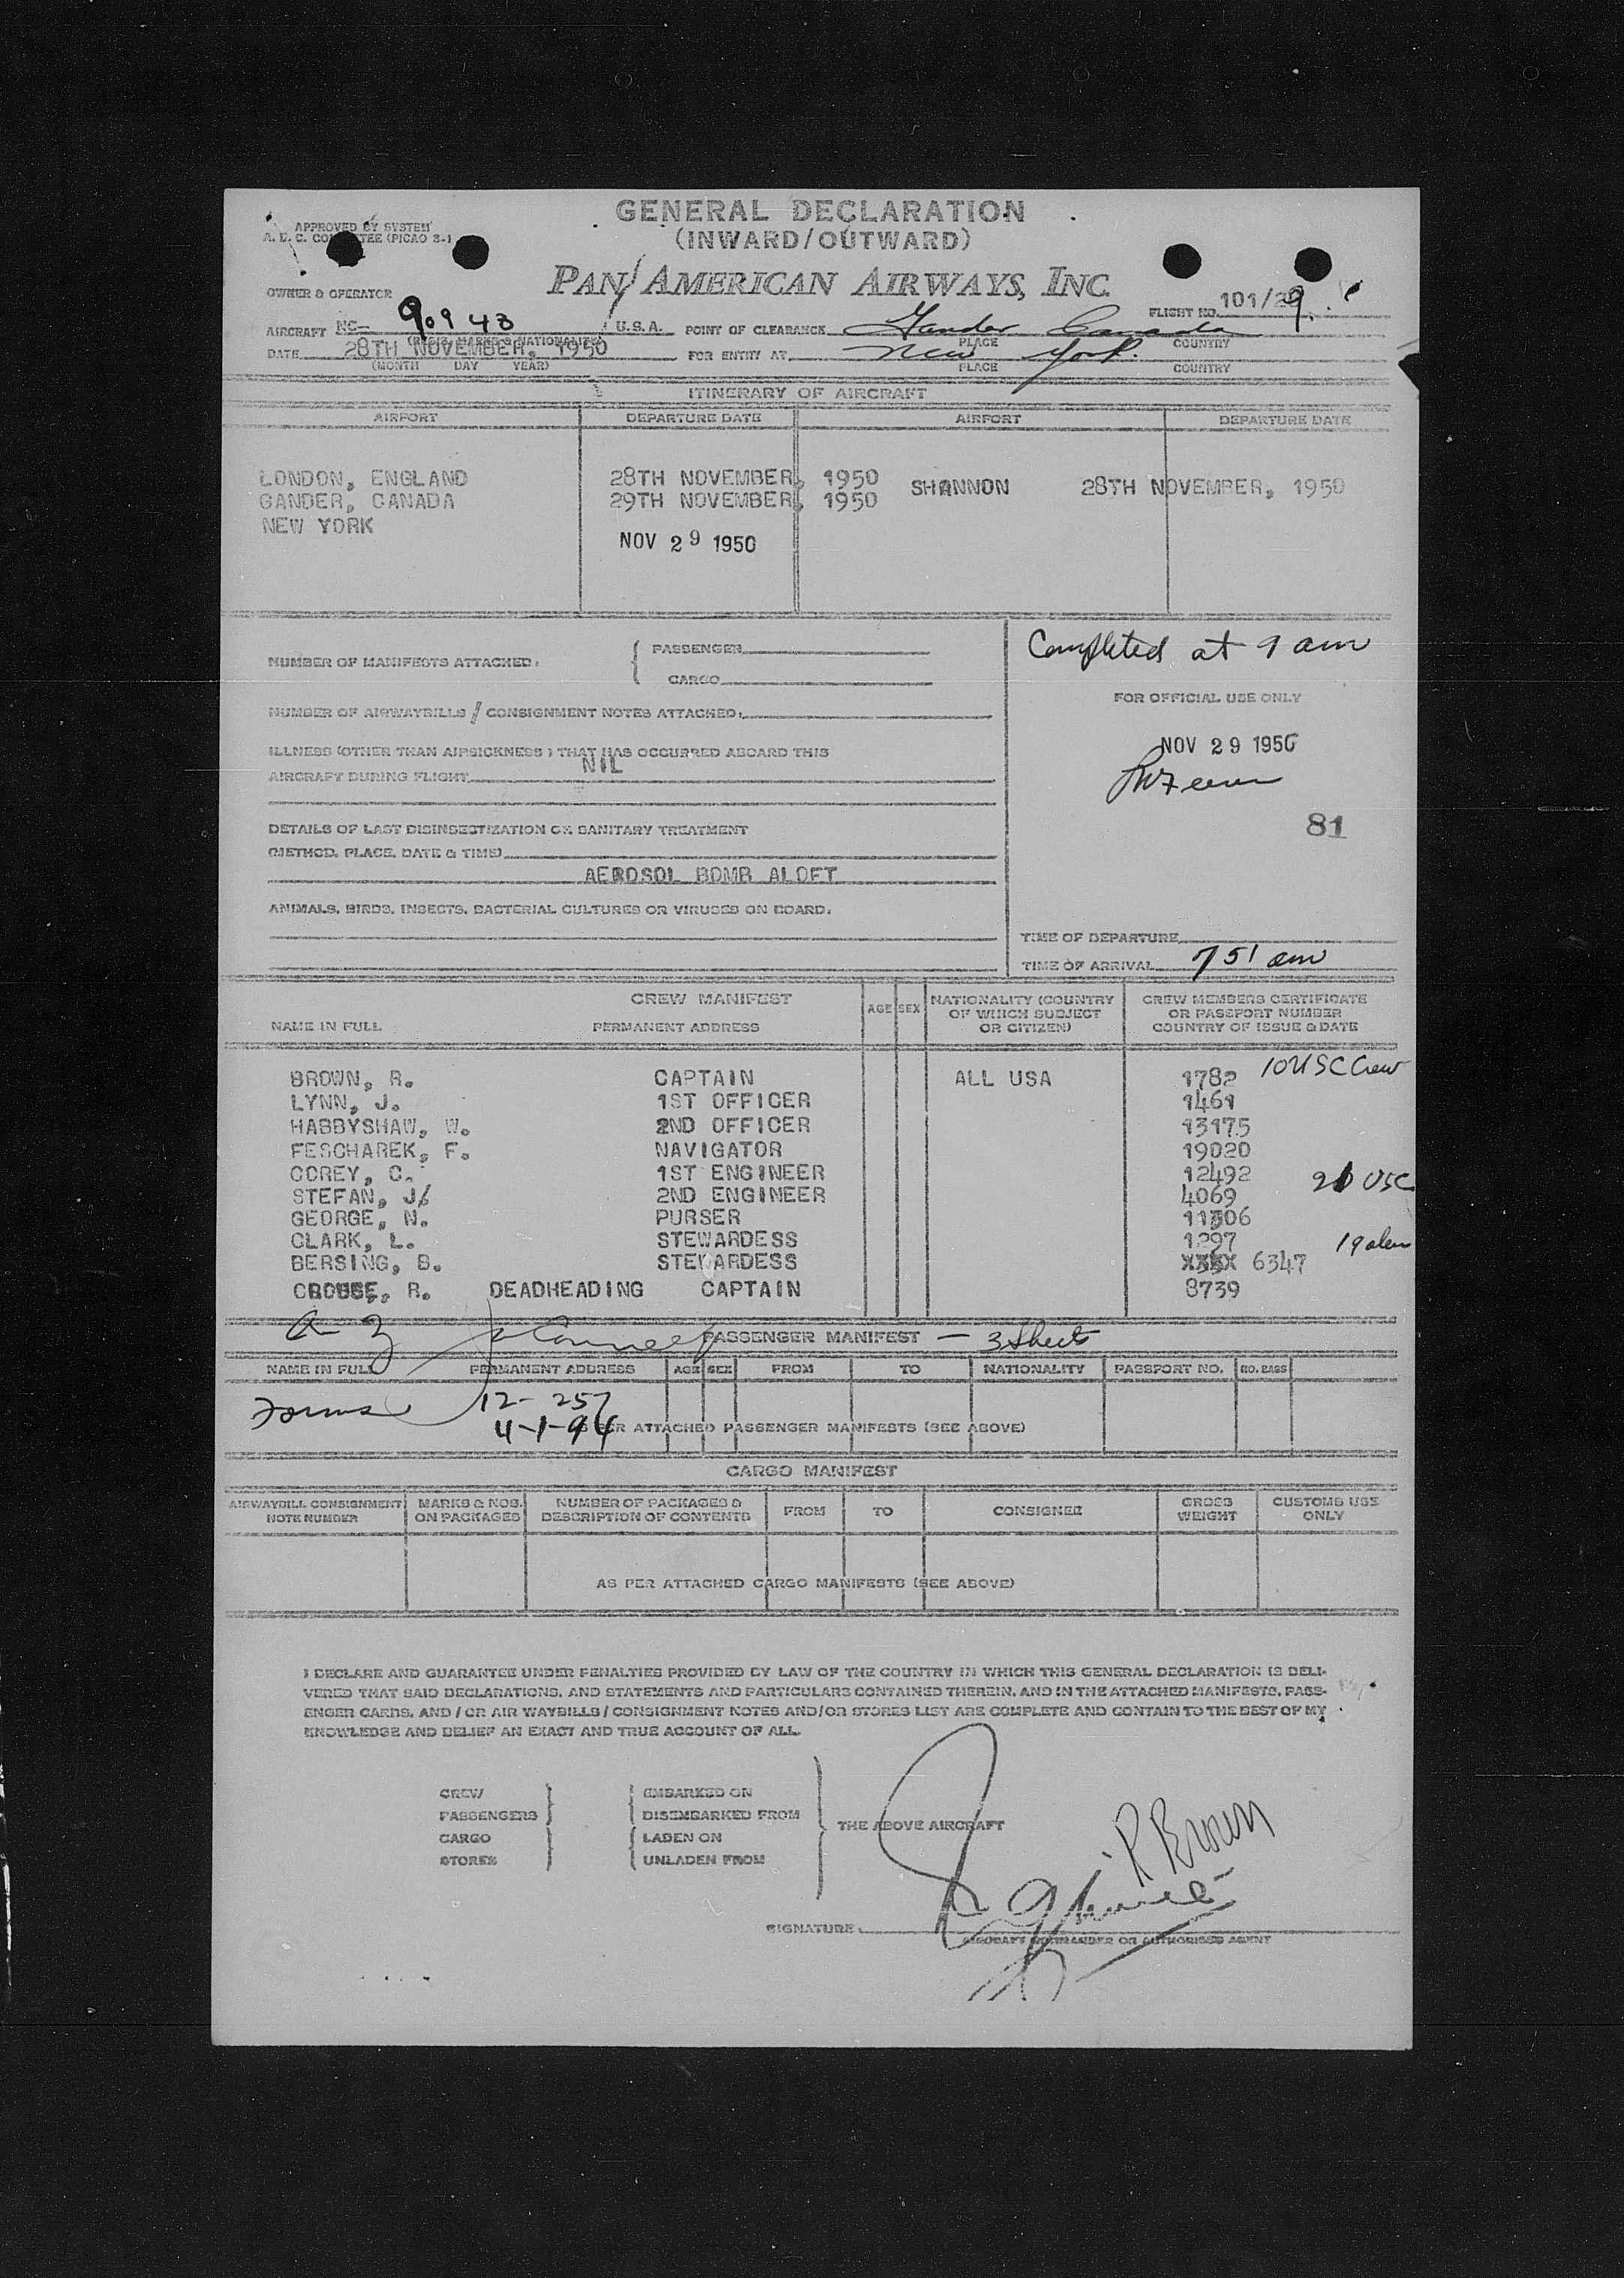 GENERAL DECLARATION
(INWARD/OUTWARD)
APPROVED BY SYSTEM
A. D. C. COMMITTEE (PICAO 3-)
PAN AMERICAN AIRWAYS, INC.
OWNER & OPERATOR
FLIGHT NO. 101/29
AIRCRAFT NC- 90943 U.S.A. POINT OF CLEARANCE Gander Canada
(REGIS. MARKS & NATIONALITY) PLACE COUNTRY
DATE 28TH NOVEMBER, 1950 FOR ENTRY AT New York.
(MONTH DAY YEAR) PLACE COUNTRY
ITINERARY OF AIRCRAFT
AIRPORT DEPARTURE DATE AIRPORT DEPARTURE DATE
LONDON, ENGLAND 28TH NOVEMBER, 1950 SHANNON 28TH NOVEMBER, 1950
GANDER, CANADA 29TH NOVEMBER, 1950
NEW YORK
NOV 29 1950
Completed at 9 am
NUMBER OF MANIFESTS ATTACHED: PASSENGER
CARGO
FOR OFFICIAL USE ONLY
NUMBER OF AIRWAYBILLS / CONSIGNMENT NOTES ATTACHED:
NOV 29 1950
ILLNESS (OTHER THAN AIRSICKNESS) THAT HAS OCCURRED ABOARD THIS
AIRCRAFT DURING FLIGHT NIL
81
DETAILS OF LAST DISINSECTIZATION OR SANITARY TREATMENT
(METHOD, PLACE, DATE & TIME)
AEROSOL BOMB ALOFT
ANIMALS, BIRDS, INSECTS, BACTERIAL CULTURES OR VIRUSES ON BOARD.
TIME OF DEPARTURE
TIME OF ARRIVAL 7 51 am
CREW MANIFEST
NAME IN FULL PERMANENT ADDRESS AGE SEX NATIONALITY (COUNTRY OF WHICH SUBJECT OR CITIZEN) CREW MEMBERS CERTIFICATE OR PASSPORT NUMBER COUNTRY OF ISSUE & DATE
BROWN, R. CAPTAIN ALL USA 1782 10 USC Crew
LYNN, J. 1ST OFFICER 1461
HABBYSHAW, W. 2ND OFFICER 13175
FESCHAREK, F. NAVIGATOR 19020
COREY, C. 1ST ENGINEER 12492
STEFAN, J. 2ND ENGINEER 4069 USC
GEORGE, N. PURSER 11306
CLARK, L. STEWARDESS 1297
BERSING, B. STEWARDESS 6347
CROUSE, R. DEADHEADING CAPTAIN 8739
PASSENGER MANIFEST — 3 Sheets
NAME IN FULL PERMANENT ADDRESS AGE SEX FROM TO NATIONALITY PASSPORT NO. NO. BAGS
Forms 12-257
4-1-94
AS PER ATTACHED PASSENGER MANIFESTS (SEE ABOVE)
CARGO MANIFEST
AIRWAYBILL CONSIGNMENT NOTE NUMBER MARKS & NOS. ON PACKAGES NUMBER OF PACKAGES & DESCRIPTION OF CONTENTS FROM TO CONSIGNEE GROSS WEIGHT CUSTOMS USE ONLY
AS PER ATTACHED CARGO MANIFESTS (SEE ABOVE)
I DECLARE AND GUARANTEE UNDER PENALTIES PROVIDED BY LAW OF THE COUNTRY IN WHICH THIS GENERAL DECLARATION IS DELI-
VERED THAT SAID DECLARATIONS, AND STATEMENTS AND PARTICULARS CONTAINED THEREIN, AND IN THE ATTACHED MANIFESTS, PASS-
ENGER CARDS, AND / OR AIR WAYBILLS / CONSIGNMENT NOTES AND/OR STORES LIST ARE COMPLETE AND CONTAIN TO THE BEST OF MY
KNOWLEDGE AND BELIEF AN EXACT AND TRUE ACCOUNT OF ALL.
CREW EMBARKED ON
PASSENGERS DISEMBARKED FROM
CARGO LADEN ON
STORES UNLADEN FROM
THE ABOVE AIRCRAFT
R Brown
SIGNATURE
AIRCRAFT COMMANDER OR AUTHORISED AGENT